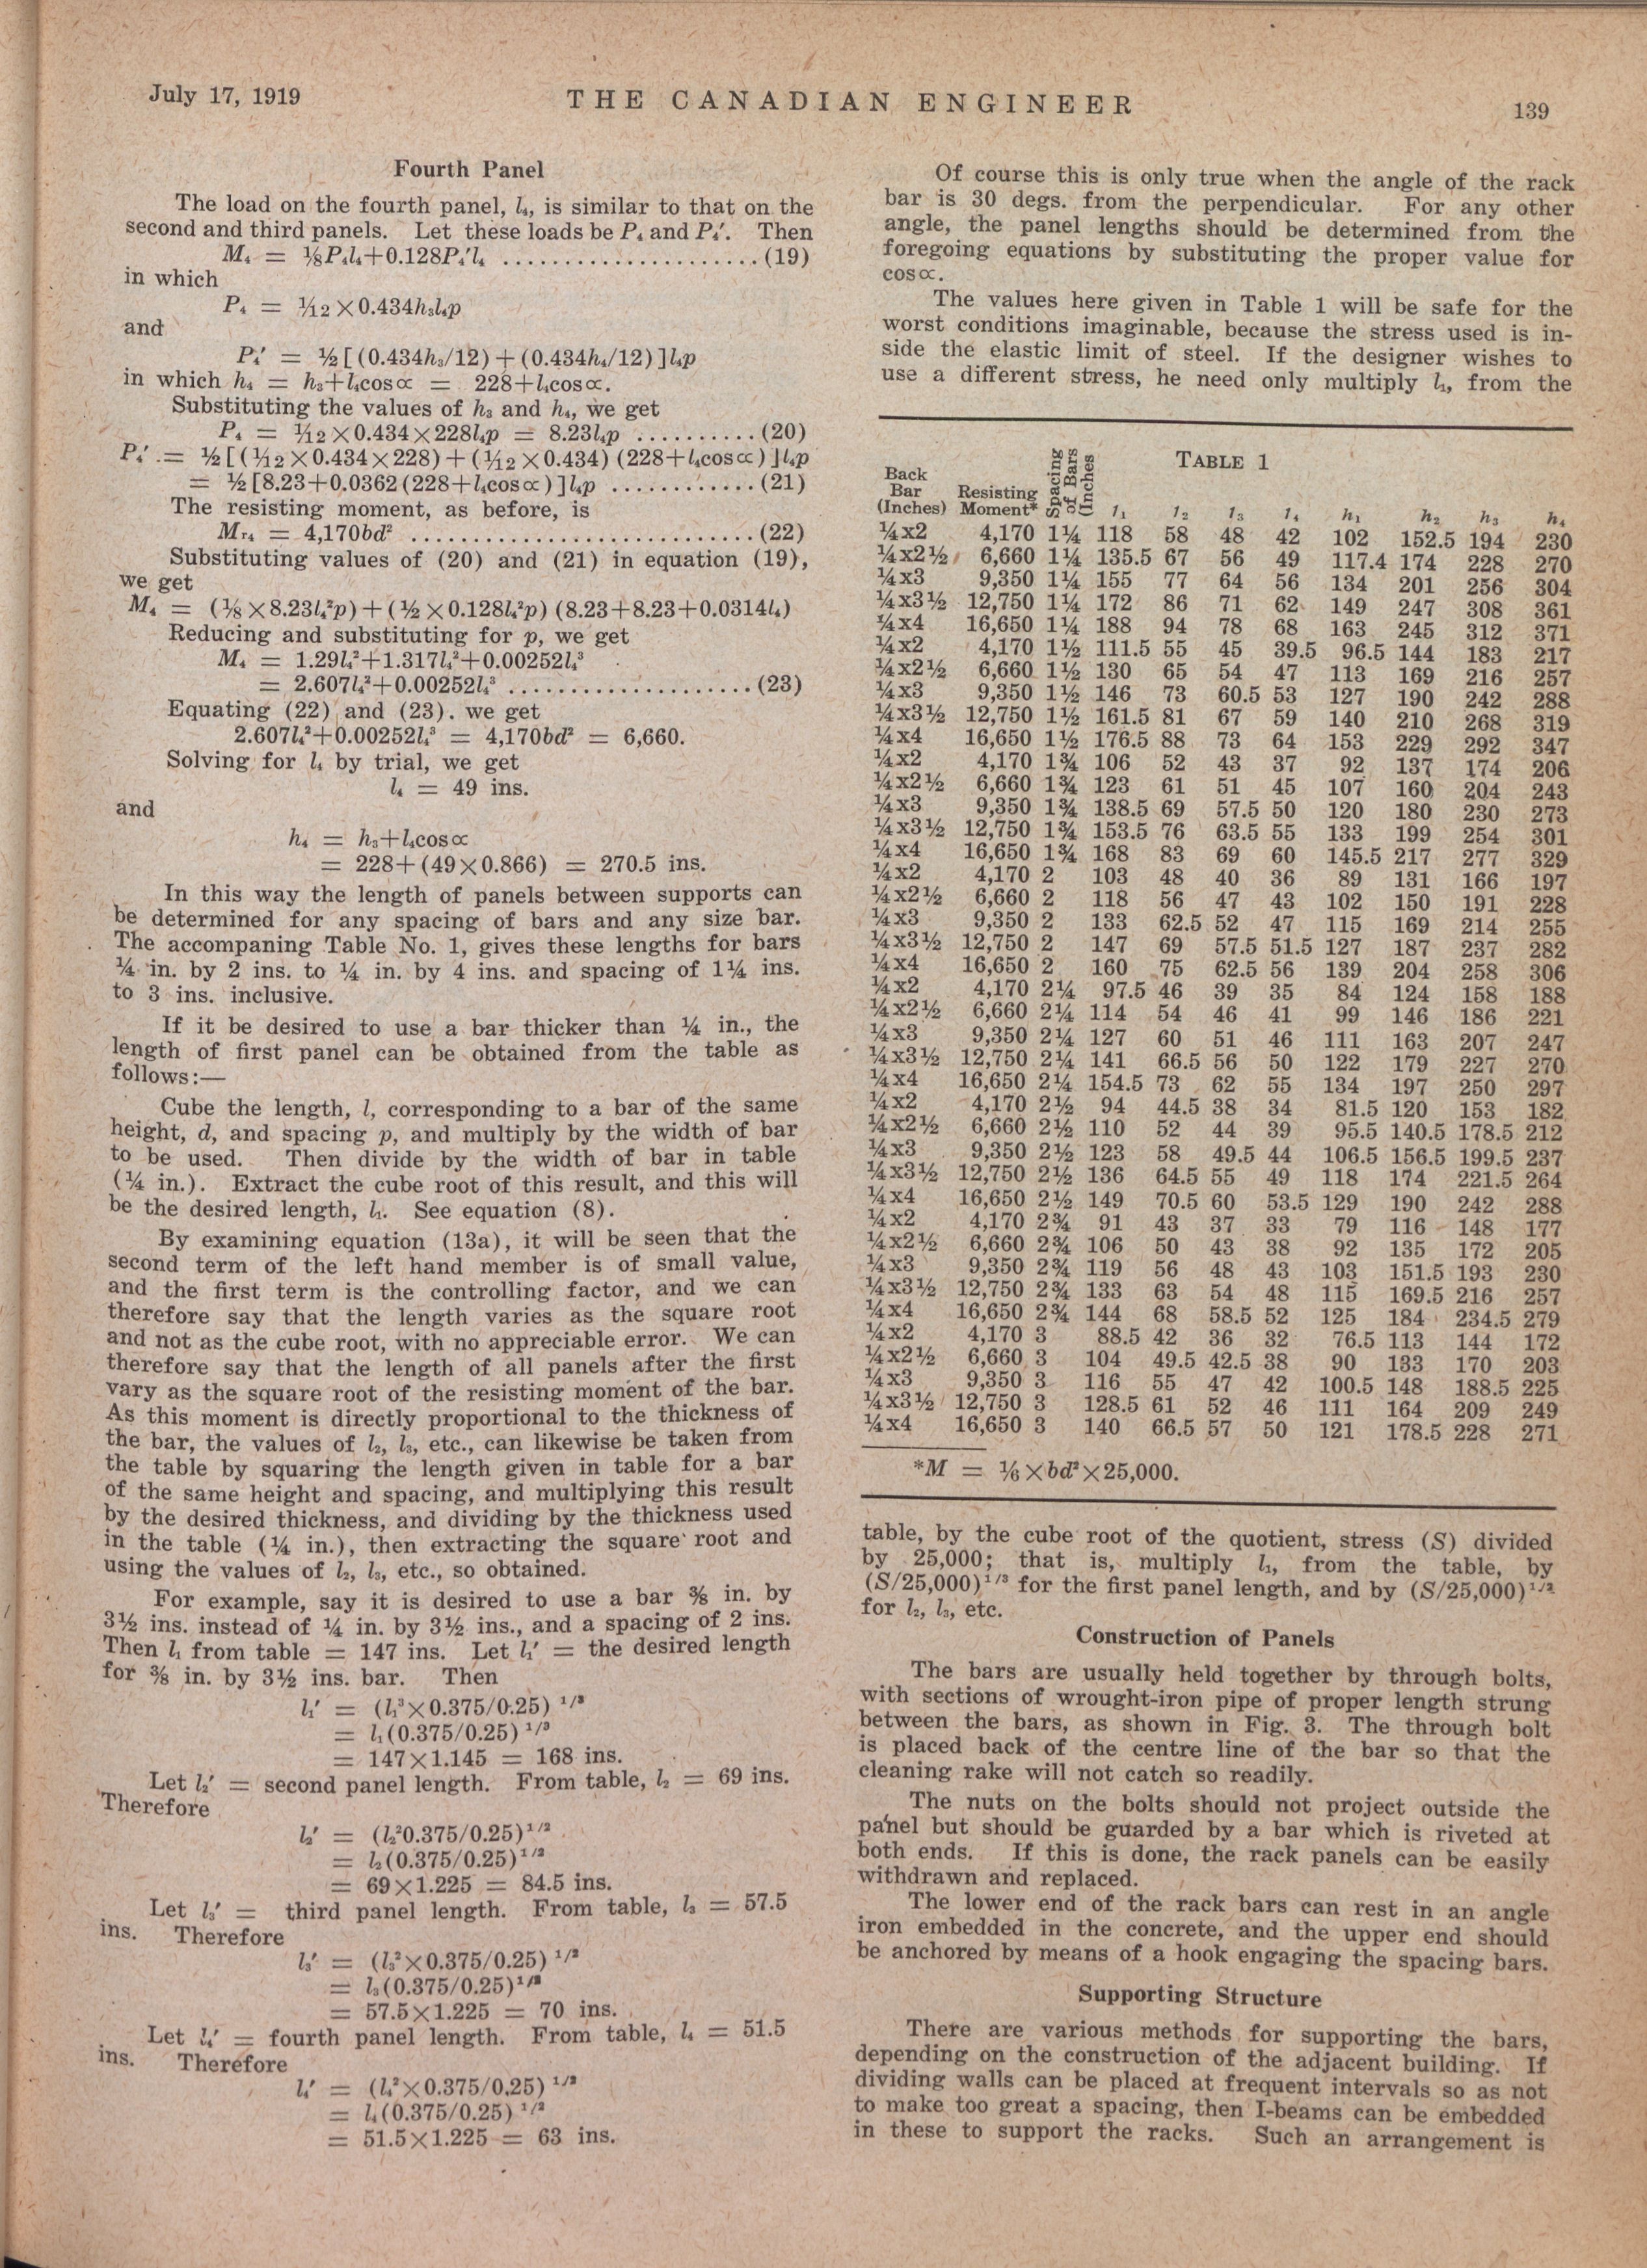 July 17, 1919
THE CANADIAN ENGINEER
139
Fourth Panel
The load on the fourth panel, l₄, is similar to that on the
second and third panels. Let these loads be P₄ and P₄′. Then
M₄ = ⅛P₄l₄+0.128P₄′l₄ .....................(19)
in which
P₄ = 1⁄12×0.434h₃l₄p
and
P₄′ = ½[(0.434h₃/12)+(0.434h₄/12)]l₄p
in which h₄ = h₃+l₄cos∝ = 228+l₄cos∝.
Substituting the values of h₃ and h₄, we get
P₄ = 1⁄12×0.434×228l₄p = 8.23l₄p ..........(20)
P₄′ .= ½[(1⁄12×0.434×228)+(1⁄12×0.434)(228+l₄cos∝)]l₄p
= ½[8.23+0.0362(228+l₄cos∝)]l₄p ............(21)
The resisting moment, as before, is
Mr₄ = 4,170bd² ............................(22)
Substituting values of (20) and (21) in equation (19),
we get
M₄ = (⅛×8.23l₄²p)+(½×0.128l₄²p)(8.23+8.23+0.0314l₄)
Reducing and substituting for p, we get
M₄ = 1.29l₄²+1.317l₄²+0.00252l₄³
= 2.607l₄²+0.00252l₄³ ....................(23)
Equating (22) and (23). we get
2.607l₄²+0.00252l₄³ = 4,170bd² = 6,660.
Solving for l₄ by trial, we get
l₄ = 49 ins.
and
h₄ = h₃+l₄cos∝
= 228+(49×0.866) = 270.5 ins.
In this way the length of panels between supports can
be determined for any spacing of bars and any size bar.
The accompaning Table No. 1, gives these lengths for bars
¼ in. by 2 ins. to ¼ in. by 4 ins. and spacing of 1¼ ins.
to 3 ins. inclusive.
If it be desired to use a bar thicker than ¼ in., the
length of first panel can be obtained from the table as
follows:—
Cube the length, l, corresponding to a bar of the same
height, d, and spacing p, and multiply by the width of bar
to be used. Then divide by the width of bar in table
(¼ in.). Extract the cube root of this result, and this will
be the desired length, l₁. See equation (8).
By examining equation (13a), it will be seen that the
second term of the left hand member is of small value,
and the first term is the controlling factor, and we can
therefore say that the length varies as the square root
and not as the cube root, with no appreciable error. We can
therefore say that the length of all panels after the first
vary as the square root of the resisting moment of the bar.
As this moment is directly proportional to the thickness of
the bar, the values of l₂, l₃, etc., can likewise be taken from
the table by squaring the length given in table for a bar
of the same height and spacing, and multiplying this result
by the desired thickness, and dividing by the thickness used
in the table (¼ in.), then extracting the square root and
using the values of l₂, l₃, etc., so obtained.
For example, say it is desired to use a bar ⅜ in. by
3½ ins. instead of ¼ in. by 3½ ins., and a spacing of 2 ins.
Then l₁ from table = 147 ins. Let l₁′ = the desired length
for ⅜ in. by 3½ ins. bar. Then
l₁′ = (l₁³×0.375/0.25)¹/³
= l₁(0.375/0.25)¹/³
= 147×1.145 = 168 ins.
Let l₂′ = second panel length. From table, l₂ = 69 ins.
Therefore
l₂′ = (l₂²0.375/0.25)¹/²
= l₂(0.375/0.25)¹/²
= 69×1.225 = 84.5 ins.
Let l₃′ = third panel length. From table, l₃ = 57.5
ins. Therefore
l₃′ = (l₃²×0.375/0.25)¹/²
= l₃(0.375/0.25)¹/²
= 57.5×1.225 = 70 ins.
Let l₄′ = fourth panel length. From table, l₄ = 51.5
ins. Therefore
l₄′ = (l₄²×0.375/0.25)¹/²
= l₄(0.375/0.25)¹/²
= 51.5×1.225 = 63 ins.
Of course this is only true when the angle of the rack
bar is 30 degs. from the perpendicular. For any other
angle, the panel lengths should be determined from the
foregoing equations by substituting the proper value for
cos∝.
The values here given in Table 1 will be safe for the
worst conditions imaginable, because the stress used is in-
side the elastic limit of steel. If the designer wishes to
use a different stress, he need only multiply l₁, from the
TABLE 1
Back Bar (Inches) Resisting Moment* Spacing of Bars (Inches) l₁ l₂ l₃ l₄ h₁ h₂ h₃ h₄
¼x2 4,170 1¼ 118 58 48 42 102 152.5 194 230
¼x2½ 6,660 1¼ 135.5 67 56 49 117.4 174 228 270
¼x3 9,350 1¼ 155 77 64 56 134 201 256 304
¼x3½ 12,750 1¼ 172 86 71 62 149 247 308 361
¼x4 16,650 1¼ 188 94 78 68 163 245 312 371
¼x2 4,170 1½ 111.5 55 45 39.5 96.5 144 183 217
¼x2½ 6,660 1½ 130 65 54 47 113 169 216 257
¼x3 9,350 1½ 146 73 60.5 53 127 190 242 288
¼x3½ 12,750 1½ 161.5 81 67 59 140 210 268 319
¼x4 16,650 1½ 176.5 88 73 64 153 229 292 347
¼x2 4,170 1¾ 106 52 43 37 92 137 174 206
¼x2½ 6,660 1¾ 123 61 51 45 107 160 204 243
¼x3 9,350 1¾ 138.5 69 57.5 50 120 180 230 273
¼x3½ 12,750 1¾ 153.5 76 63.5 55 133 199 254 301
¼x4 16,650 1¾ 168 83 69 60 145.5 217 277 329
¼x2 4,170 2 103 48 40 36 89 131 166 197
¼x2½ 6,660 2 118 56 47 43 102 150 191 228
¼x3 9,350 2 133 62.5 52 47 115 169 214 255
¼x3½ 12,750 2 147 69 57.5 51.5 127 187 237 282
¼x4 16,650 2 160 75 62.5 56 139 204 258 306
¼x2 4,170 2¼ 97.5 46 39 35 84 124 158 188
¼x2½ 6,660 2¼ 114 54 46 41 99 146 186 221
¼x3 9,350 2¼ 127 60 51 46 111 163 207 247
¼x3½ 12,750 2¼ 141 66.5 56 50 122 179 227 270
¼x4 16,650 2¼ 154.5 73 62 55 134 197 250 297
¼x2 4,170 2½ 94 44.5 38 34 81.5 120 153 182
¼x2½ 6,660 2½ 110 52 44 39 95.5 140.5 178.5 212
¼x3 9,350 2½ 123 58 49.5 44 106.5 156.5 199.5 237
¼x3½ 12,750 2½ 136 64.5 55 49 118 174 221.5 264
¼x4 16,650 2½ 149 70.5 60 53.5 129 190 242 288
¼x2 4,170 2¾ 91 43 37 33 79 116 148 177
¼x2½ 6,660 2¾ 106 50 43 38 92 135 172 205
¼x3 9,350 2¾ 119 56 48 43 103 151.5 193 230
¼x3½ 12,750 2¾ 133 63 54 48 115 169.5 216 257
¼x4 16,650 2¾ 144 68 58.5 52 125 184 234.5 279
¼x2 4,170 3 88.5 42 36 32 76.5 113 144 172
¼x2½ 6,660 3 104 49.5 42.5 38 90 133 170 203
¼x3 9,350 3 116 55 47 42 100.5 148 188.5 225
¼x3½ 12,750 3 128.5 61 52 46 111 164 209 249
¼x4 16,650 3 140 66.5 57 50 121 178.5 228 271
*M = ⅙×bd²×25,000.
table, by the cube root of the quotient, stress (S) divided
by 25,000; that is, multiply l₁, from the table, by
(S/25,000)¹/³ for the first panel length, and by (S/25,000)¹/²
for l₂, l₃, etc.
Construction of Panels
The bars are usually held together by through bolts,
with sections of wrought-iron pipe of proper length strung
between the bars, as shown in Fig. 3. The through bolt
is placed back of the centre line of the bar so that the
cleaning rake will not catch so readily.
The nuts on the bolts should not project outside the
panel but should be guarded by a bar which is riveted at
both ends. If this is done, the rack panels can be easily
withdrawn and replaced.
The lower end of the rack bars can rest in an angle
iron embedded in the concrete, and the upper end should
be anchored by means of a hook engaging the spacing bars.
Supporting Structure
There are various methods for supporting the bars,
depending on the construction of the adjacent building. If
dividing walls can be placed at frequent intervals so as not
to make too great a spacing, then I-beams can be embedded
in these to support the racks. Such an arrangement is